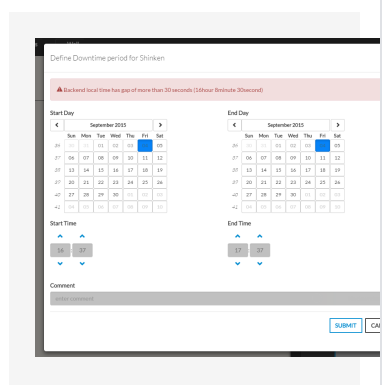 Define Downtime period for Shinken
Backend local time has gap of more than 30 seconds (16hour 8minute 30second)
Start Day
September 2015
Sun Mon Tue Wed Thu Fri Sat
36 30 31 01 02 03 04 05
37 06 07 08 09 10 11 12
38 13 14 15 16 17 18 19
39 20 21 22 23 24 25 26
40 27 28 29 30 01 02 03
41 04 05 06 07 08 09 10
End Day
September 2015
Sun Mon Tue Wed Thu Fri Sat
36 30 31 01 02 03 04 05
37 06 07 08 09 10 11 12
38 13 14 15 16 17 18 19
37 20 21 22 23 24 25 26
40 27 28 29 30 01 02 03
41 04 05 06 07 08 09 10
Start Time
16 37
End Time
17 37
Comment
enter comment
SUBMIT
CA